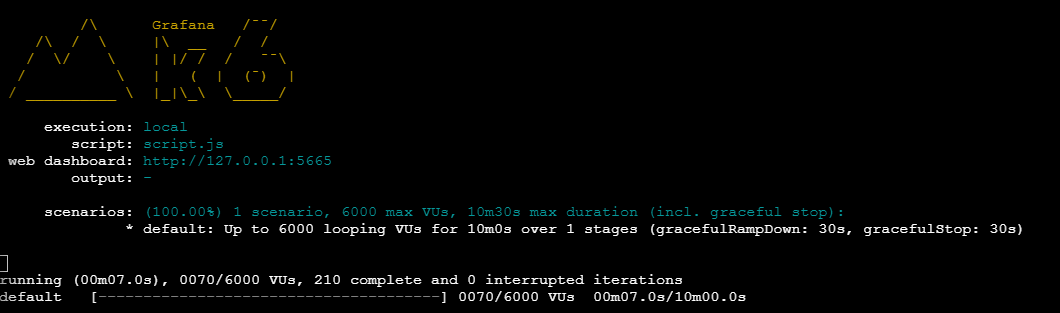 Grafana
execution: local
script: script.js
web dashboard: http://127.0.0.1:5665
output: -
scenarios: (100.00%) 1 scenario, 6000 max VUs, 10m30s max duration (incl. graceful stop):
* default: Up to 6000 looping VUs for 10m0s over 1 stages (gracefulRampDown: 30s, gracefulStop: 30s)
running (00m07.0s), 0070/6000 VUs, 210 complete and 0 interrupted iterations
default   [--------------------------------------] 0070/6000 VUs  00m07.0s/10m00.0s